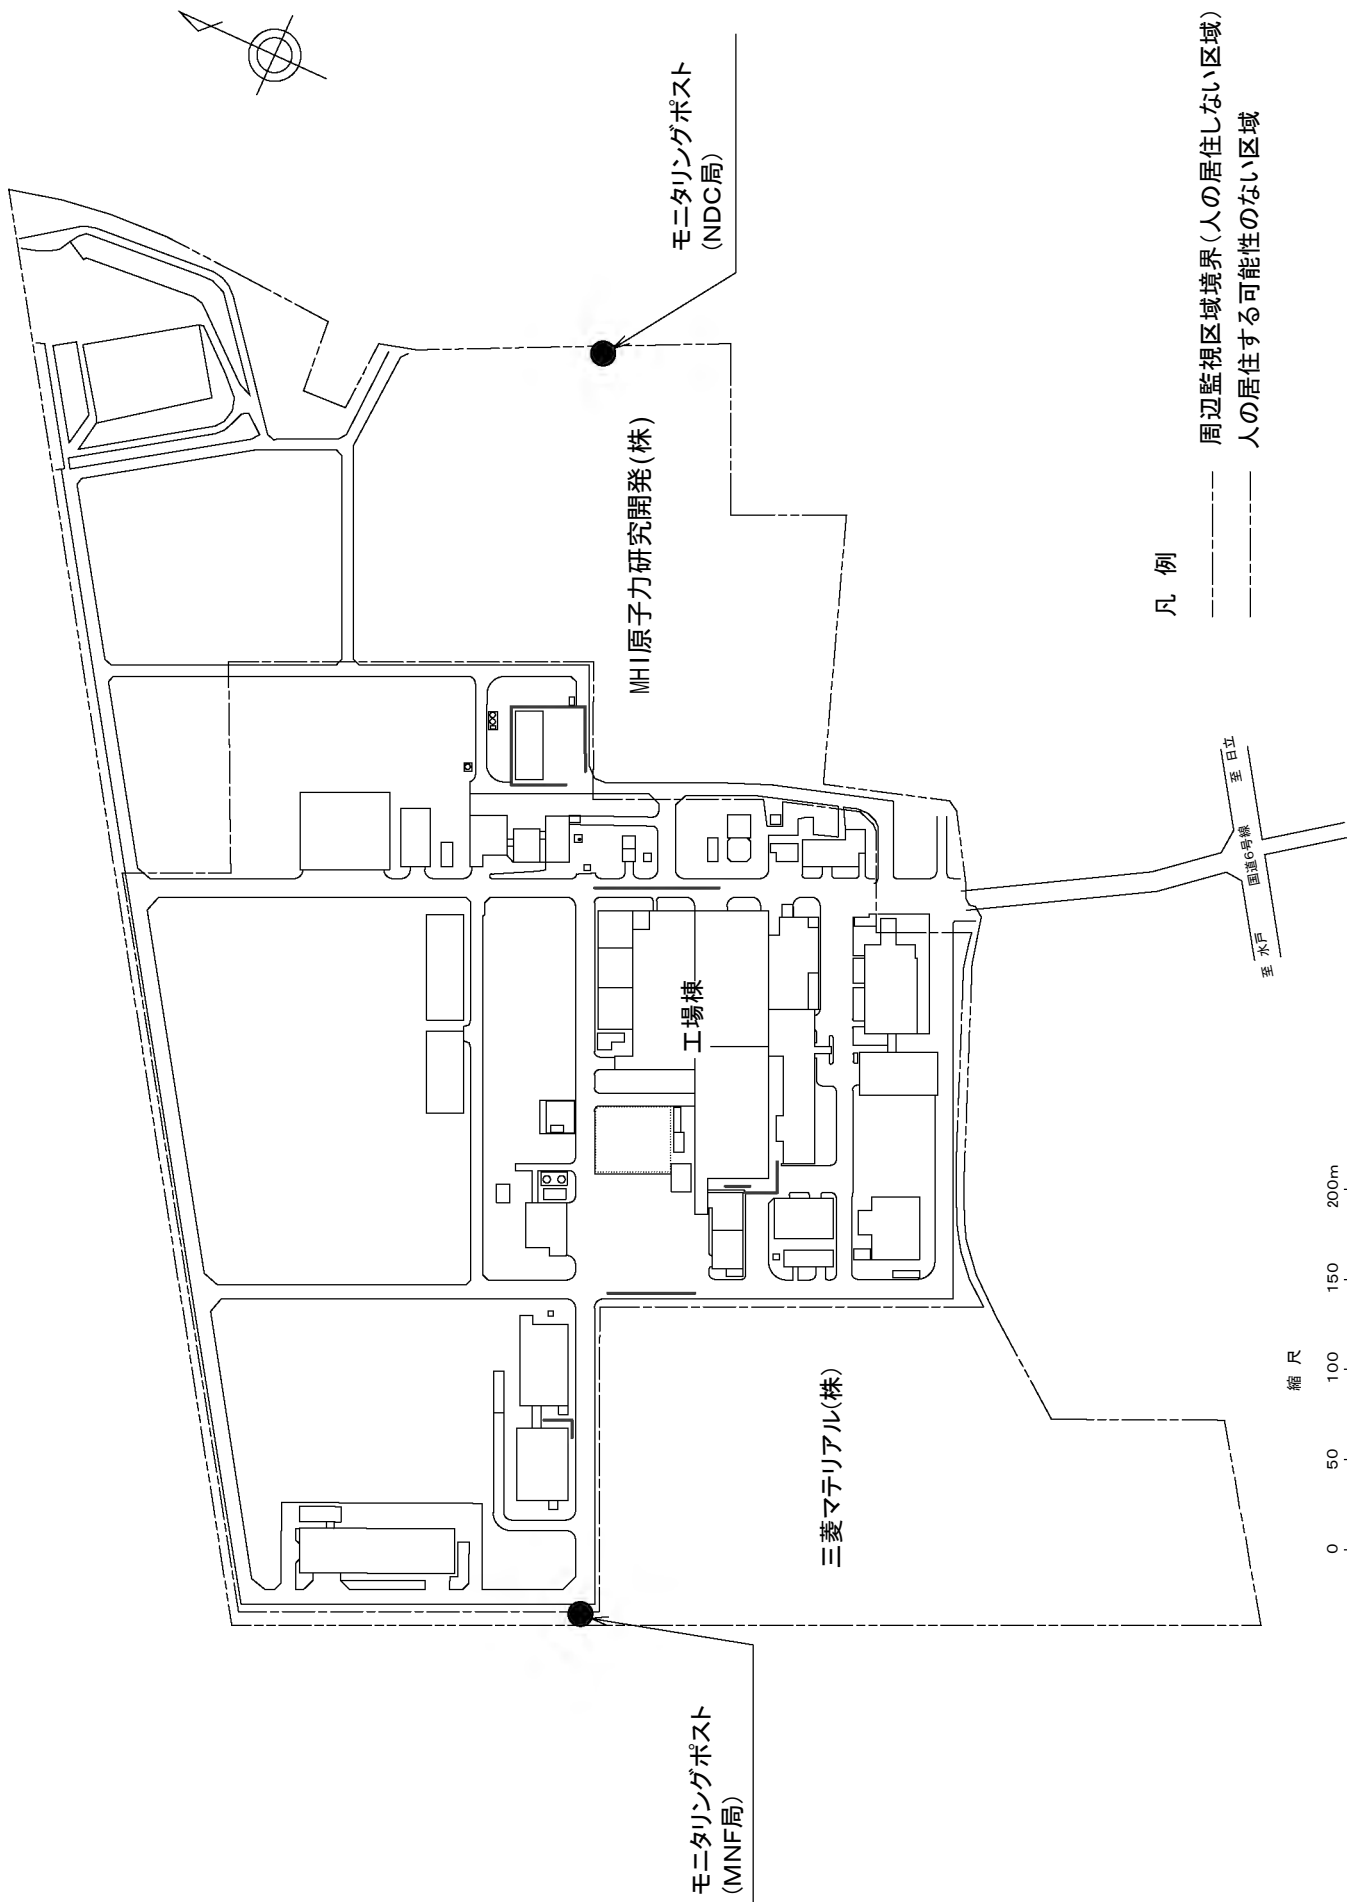 モニタリングポスト
(MNF局)
モニタリングポスト
(NDC局)
MHI原子力研究開発(株)
工場棟
三菱マテリアル(株)
至 水戸
国道6号線
至 日立
凡 例
周辺監視区域境界(人の居住しない区域)
人の居住する可能性のない区域
縮 尺
0 50 100 150 200m